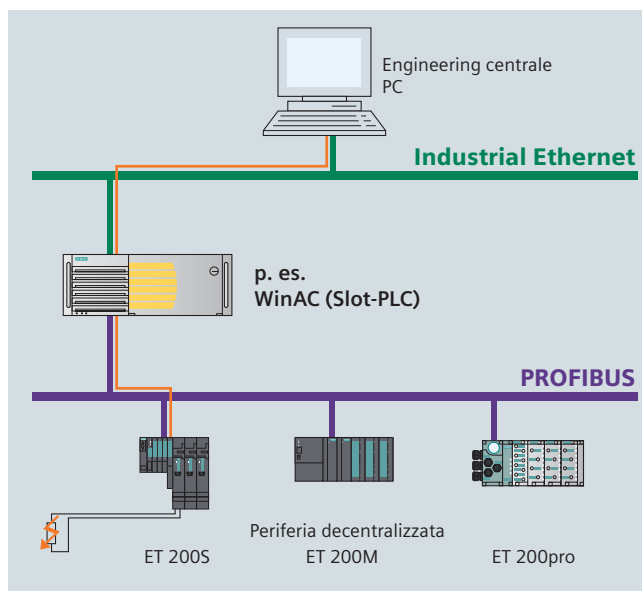 Engineering centrale
PC
Industrial Ethernet
p. es.
WinAC (Slot-PLC)
PROFIBUS
Periferia decentralizzata
ET 200S
ET 200M
ET 200pro